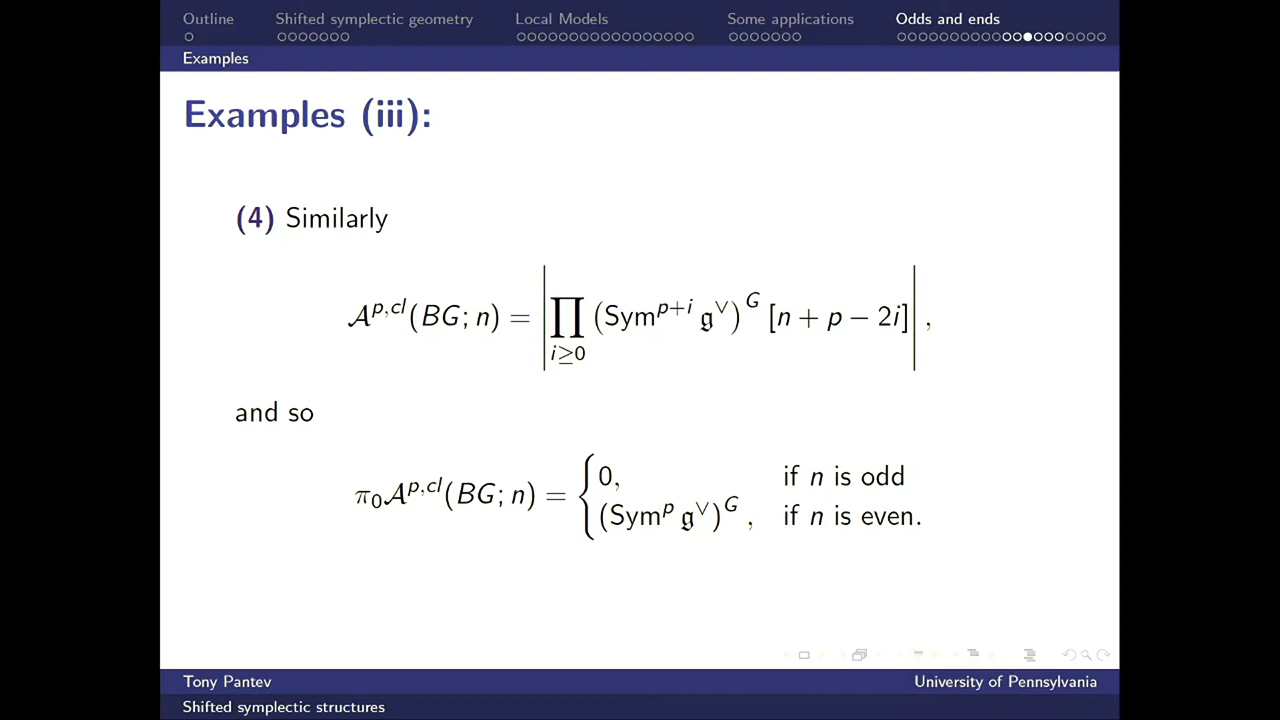 Outline Shifted symplectic geometry Local Models Some applications Odds and ends
Examples
Examples (iii):
(4) Similarly
𝒜^{p,cl}(BG; n) = | ∏_{i≥0} (Sym^{p+i} 𝔤^∨)^G [n + p − 2i] | ,
and so
π₀𝒜^{p,cl}(BG; n) = { 0, if n is odd
(Sym^p 𝔤^∨)^G , if n is even.
Tony Pantev University of Pennsylvania
Shifted symplectic structures